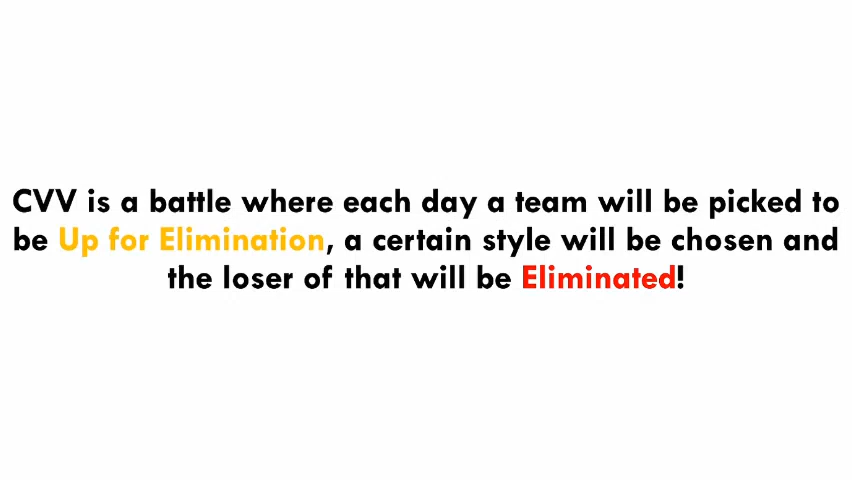 CVV is a battle where each day a team will be picked to
be Up for Elimination, a certain style will be chosen and
the loser of that will be Eliminated!